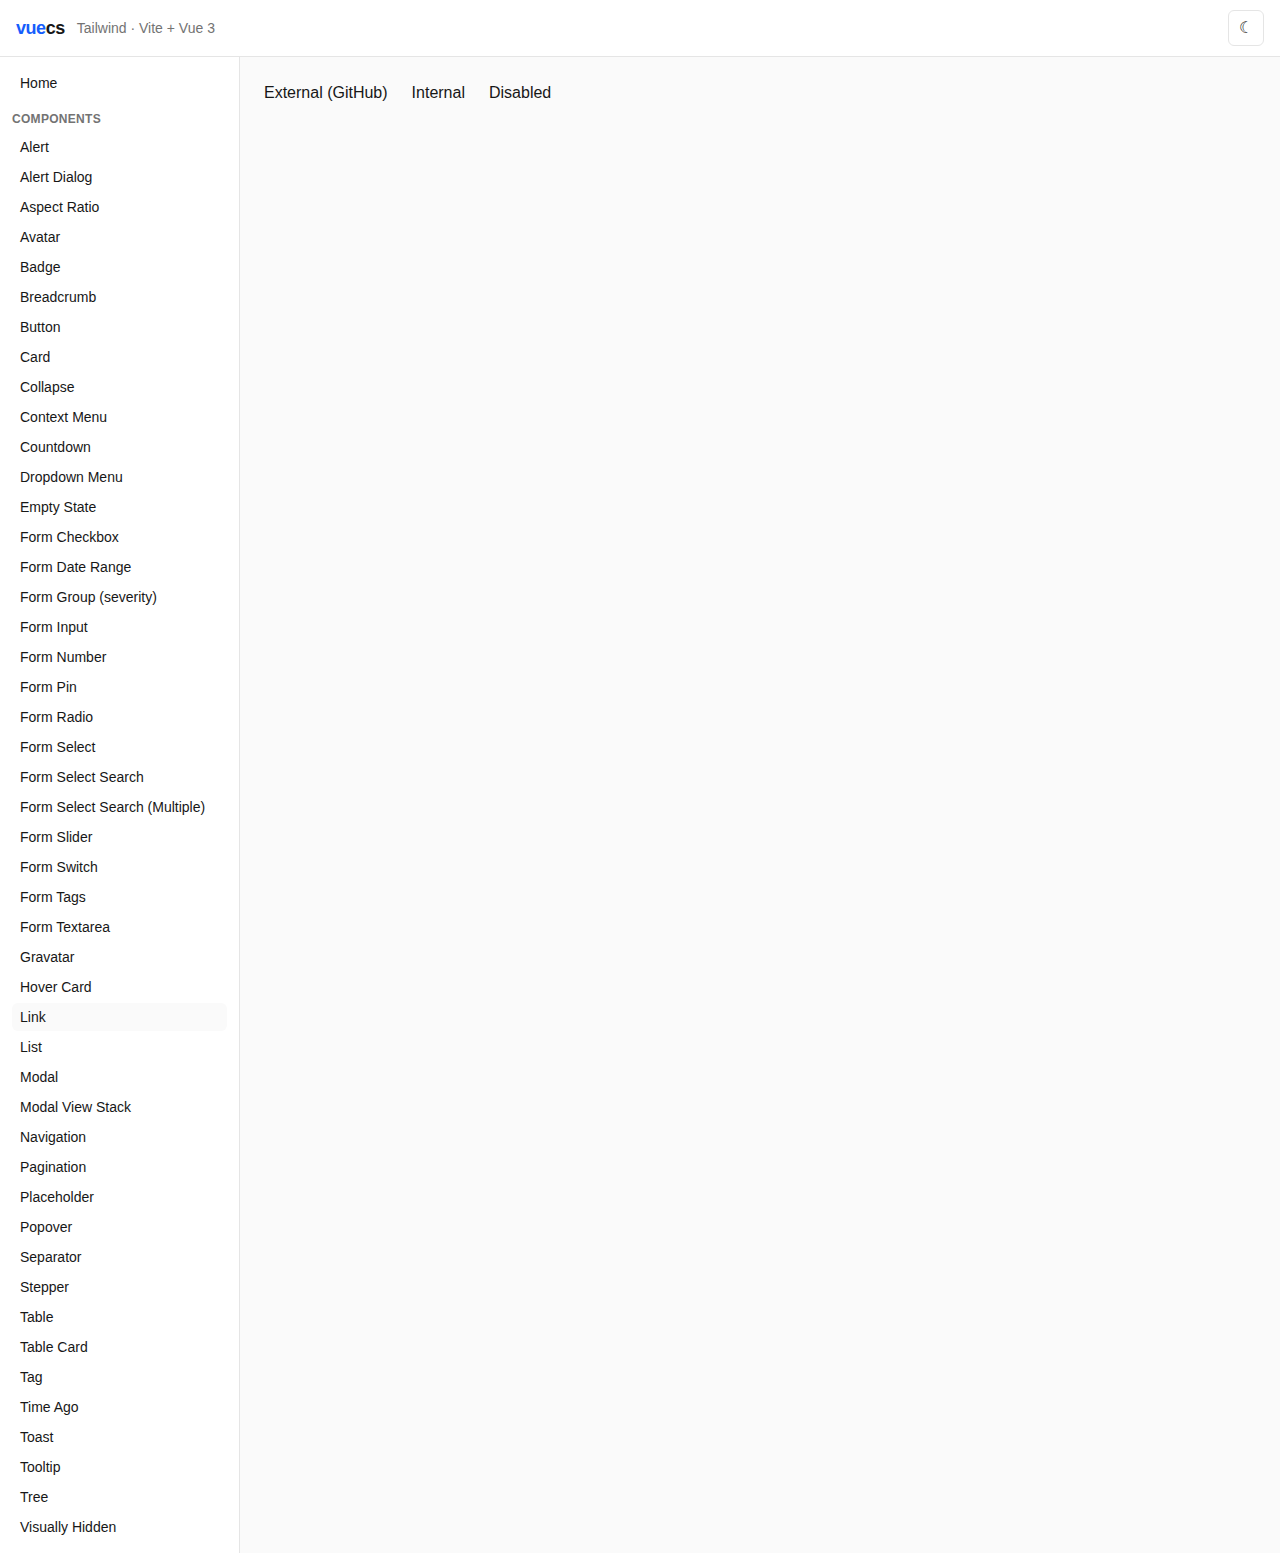 vuecs Tailwind · Vite + Vue 3
Home
COMPONENTS
Alert
Alert Dialog
Aspect Ratio
Avatar
Badge
Breadcrumb
Button
Card
Collapse
Context Menu
Countdown
Dropdown Menu
Empty State
Form Checkbox
Form Date Range
Form Group (severity)
Form Input
Form Number
Form Pin
Form Radio
Form Select
Form Select Search
Form Select Search (Multiple)
Form Slider
Form Switch
Form Tags
Form Textarea
Gravatar
Hover Card
Link
List
Modal
Modal View Stack
Navigation
Pagination
Placeholder
Popover
Separator
Stepper
Table
Table Card
Tag
Time Ago
Toast
Tooltip
Tree
Visually Hidden
External (GitHub) Internal Disabled